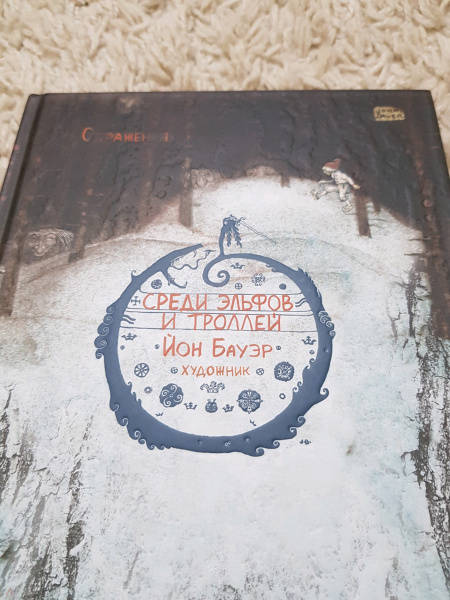 Отражения
СРЕДИ ЭЛЬФОВ
И ТРОЛЛЕЙ
ЙОН БАУЭР
ХУДОЖНИК